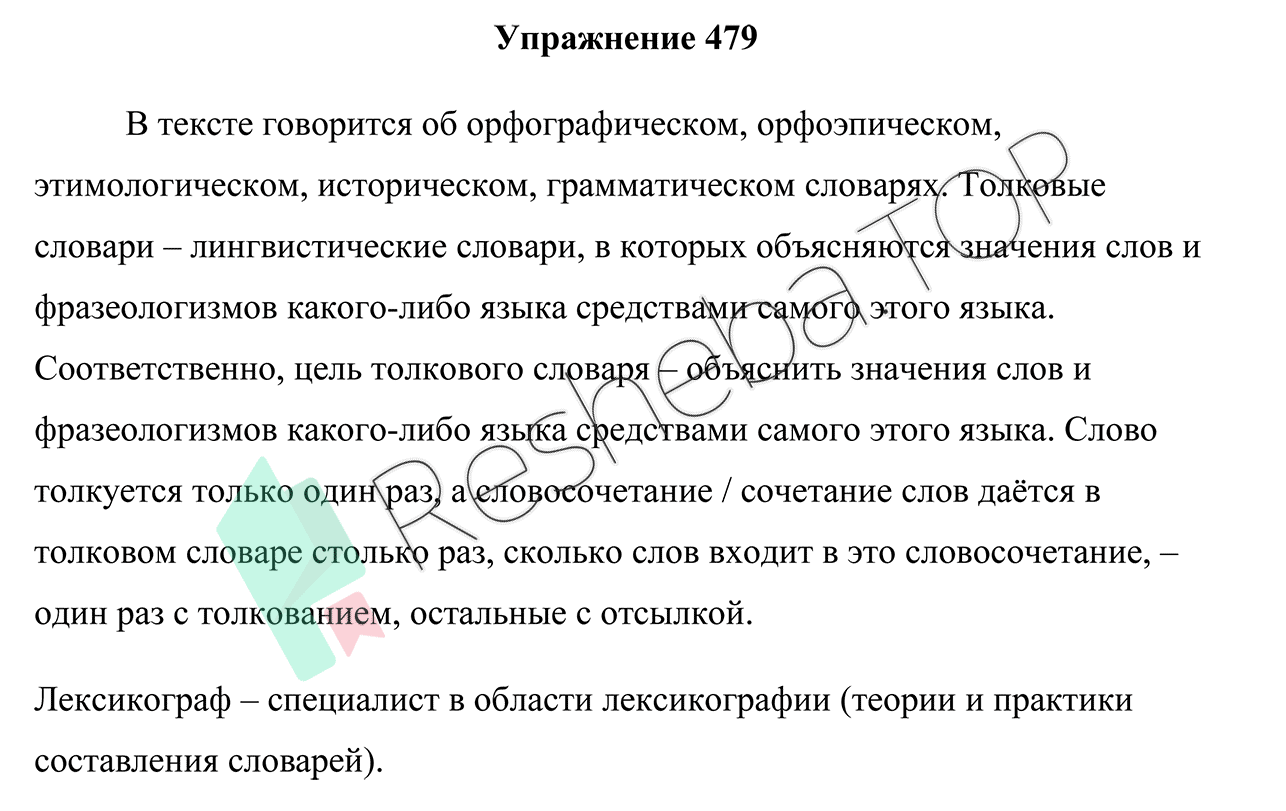 Упражнение 479
В тексте говорится об орфографическом, орфоэпическом,
этимологическом, историческом, грамматическом словарях. Толковые
словари – лингвистические словари, в которых объясняются значения слов и
фразеологизмов какого-либо языка средствами самого этого языка.
Соответственно, цель толкового словаря – объяснить значения слов и
фразеологизмов какого-либо языка средствами самого этого языка. Слово
толкуется только один раз, а словосочетание / сочетание слов даётся в
толковом словаре столько раз, сколько слов входит в это словосочетание, –
один раз с толкованием, остальные с отсылкой.
Лексикограф – специалист в области лексикографии (теории и практики
составления словарей).
Resheba TOP